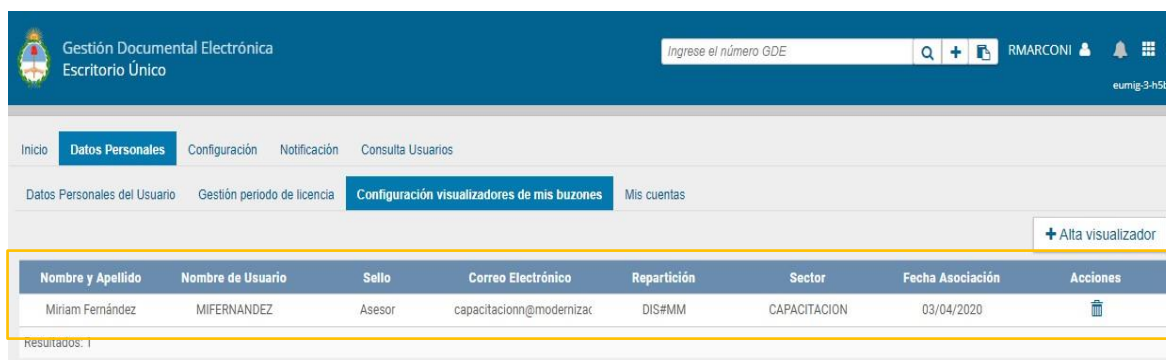 Gestión Documental Electrónica
Escritorio Único
Ingrese el número GDE
RMARCONI
eumig-3-h5b
Inicio Datos Personales Configuración Notificación Consulta Usuarios
Datos Personales del Usuario Gestión periodo de licencia Configuración visualizadores de mis buzones Mis cuentas
+ Alta visualizador
Nombre y Apellido Nombre de Usuario Sello Correo Electrónico Repartición Sector Fecha Asociación Acciones
Miriam Fernández MIFERNANDEZ Asesor capacitacionn@modernizac DIS#MM CAPACITACION 03/04/2020
Resultados: 1